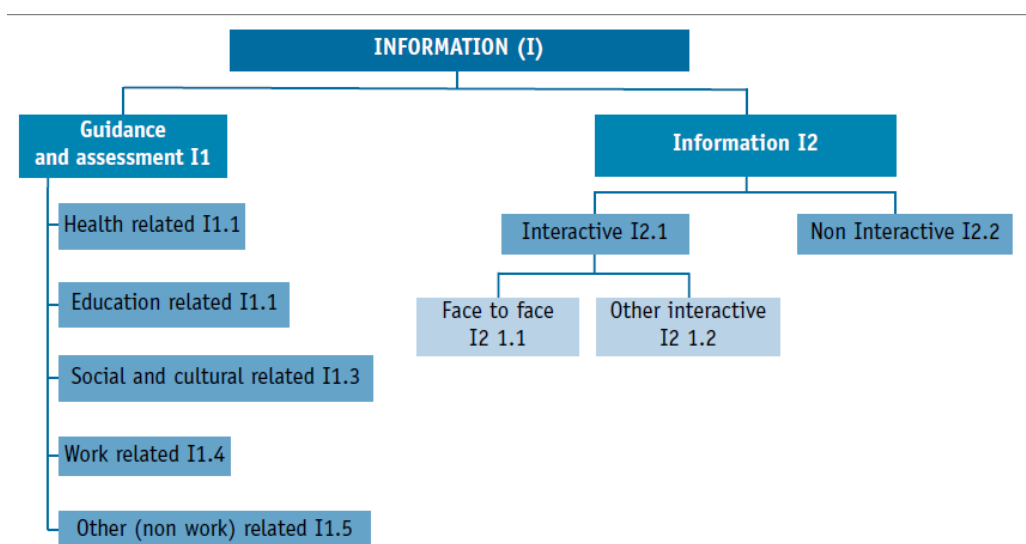 INFORMATION (I)
Guidance
and assessment I1
Information I2
Health related I1.1
Interactive I2.1
Non Interactive I2.2
Education related I1.1
Face to face
I2 1.1
Other interactive
I2 1.2
Social and cultural related I1.3
Work related I1.4
Other (non work) related I1.5